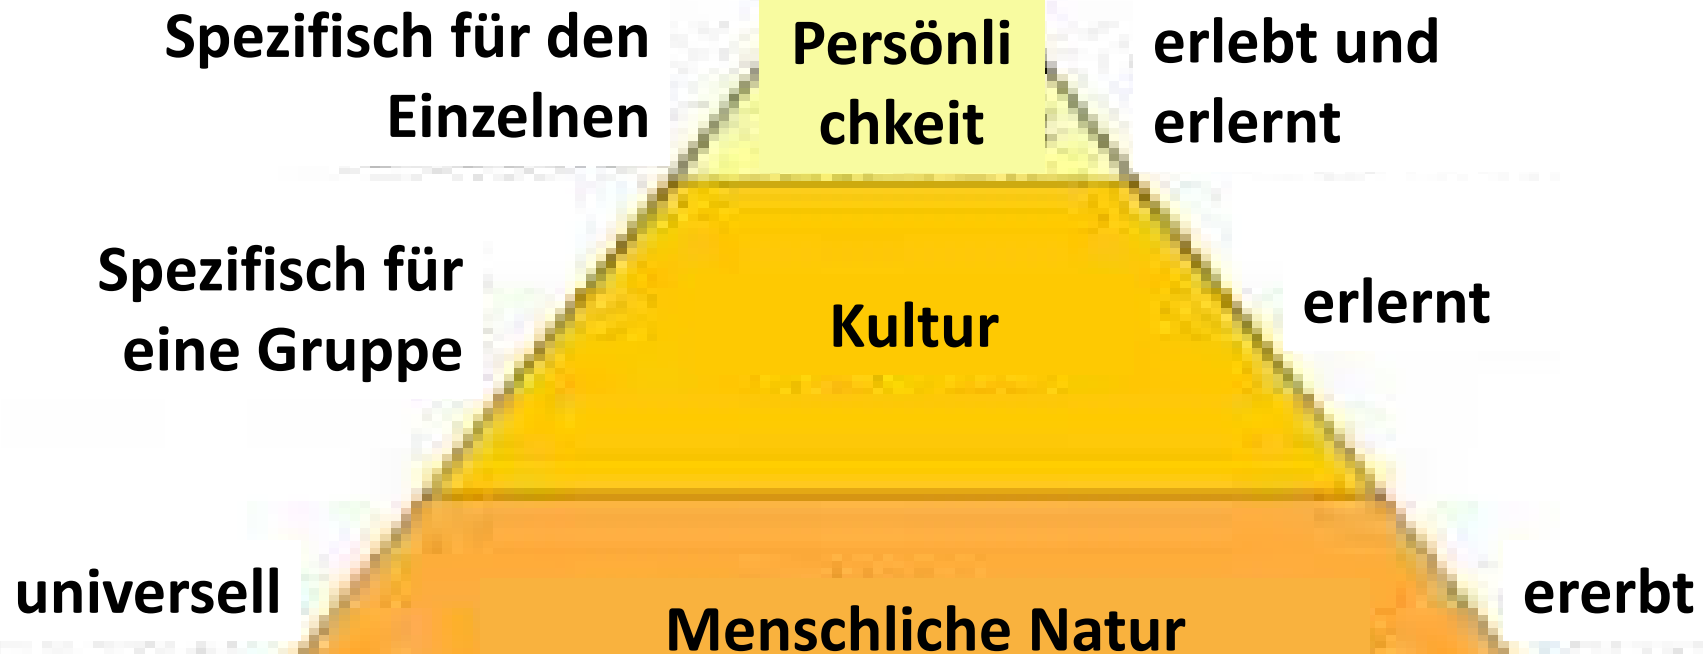 Spezifisch für den
Einzelnen
Persönli
chkeit
erlebt und
erlernt
Spezifisch für
eine Gruppe
Kultur
erlernt
universell
Menschliche Natur
ererbt